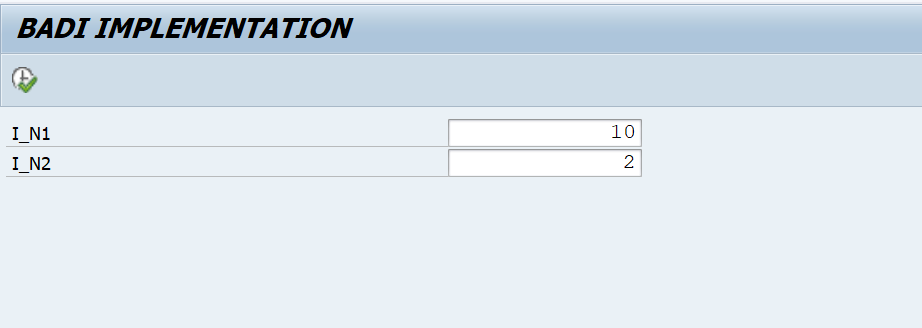 BADI IMPLEMENTATION
I_N1 10
I_N2 2